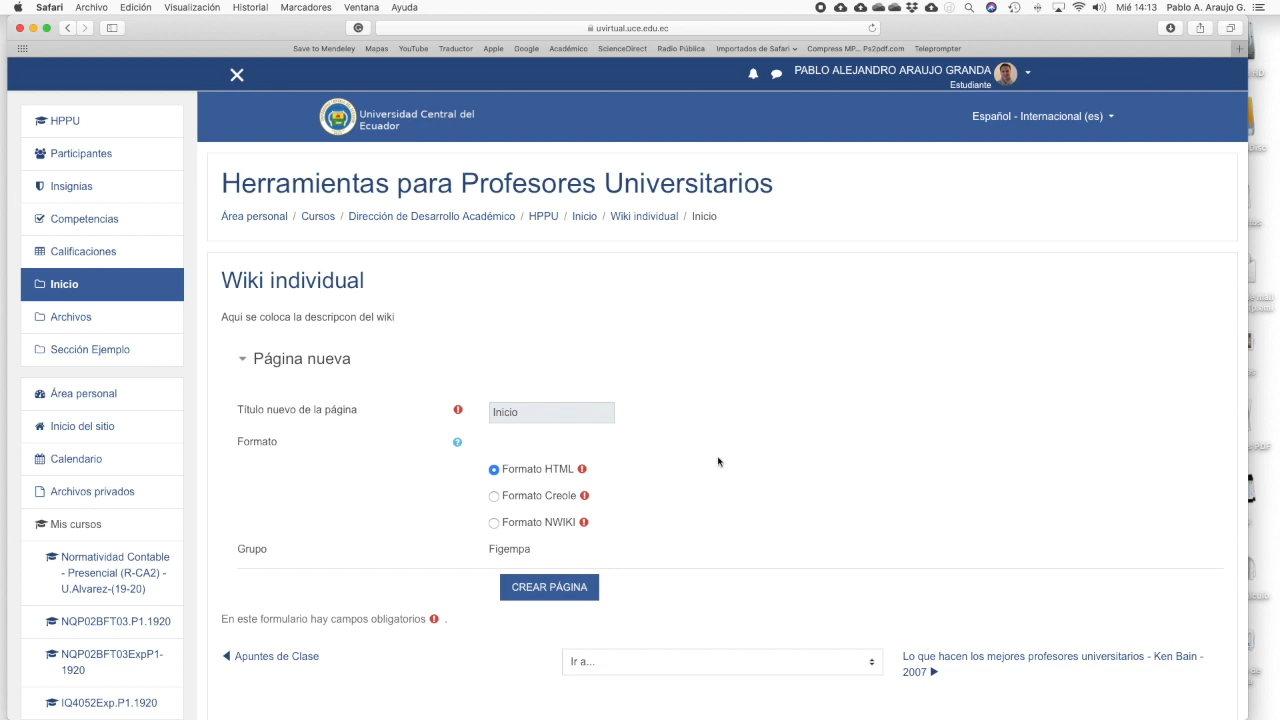 Safari Archivo Edición Visualización Historial Marcadores Ventana Ayuda Mié 14:13 Pablo A. Araujo G.
uvirtual.uce.edu.ec
Save to Mendeley Mapas YouTube Traductor Apple Google Académico ScienceDirect Radio Pública Importados de Safari Compress MP... Ps2pdf.com Teleprompter
PABLO ALEJANDRO ARAUJO GRANDA
Estudiante
Universidad Central del
Ecuador
Español - Internacional (es)
HPPU
Participantes
Insignias
Competencias
Calificaciones
Inicio
Archivos
Sección Ejemplo
Área personal
Inicio del sitio
Calendario
Archivos privados
Mis cursos
Normatividad Contable
- Presencial (R-CA2) -
U.Alvarez-(19-20)
NQP02BFT03.P1.1920
NQP02BFT03ExpP1-
1920
IQ4052Exp.P1.1920
Herramientas para Profesores Universitarios
Área personal / Cursos / Dirección de Desarrollo Académico / HPPU / Inicio / Wiki individual / Inicio
Wiki individual
Aqui se coloca la descripcon del wiki
Página nueva
Título nuevo de la página
Inicio
Formato
Formato HTML
Formato Creole
Formato NWIKI
Grupo
Figempa
CREAR PÁGINA
En este formulario hay campos obligatorios .
Apuntes de Clase
Ir a...
Lo que hacen los mejores profesores universitarios - Ken Bain -
2007